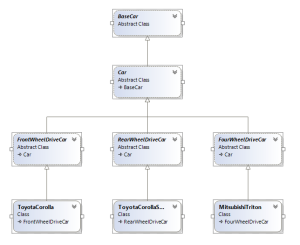 BaseCar
Abstract Class
Car
Abstract Class
→ BaseCar
FrontWheelDriveCar
Abstract Class
→ Car
RearWheelDriveCar
Abstract Class
→ Car
FourWheelDriveCar
Abstract Class
→ Car
ToyotaCorolla
Class
→ FrontWheelDriveCar
ToyotaCorollaS...
Class
→ RearWheelDriveCar
MitsubishiTriton
Class
→ FourWheelDriveCar